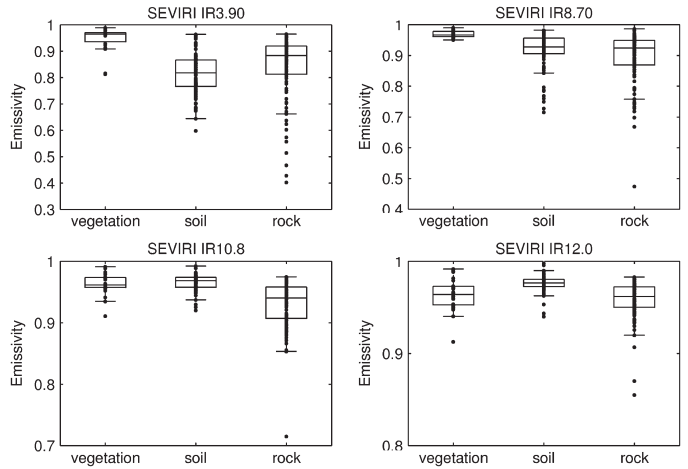 SEVIRI IR3.90
1
0.9
0.8
0.7
0.6
0.5
0.4
0.3
Emissivity
vegetation soil rock
SEVIRI IR8.70
1
0.9
0.8
0.7
0.6
0.5
0.4
Emissivity
vegetation soil rock
SEVIRI IR10.8
1
0.9
0.8
0.7
Emissivity
vegetation soil rock
SEVIRI IR12.0
1
0.9
0.8
Emissivity
vegetation soil rock